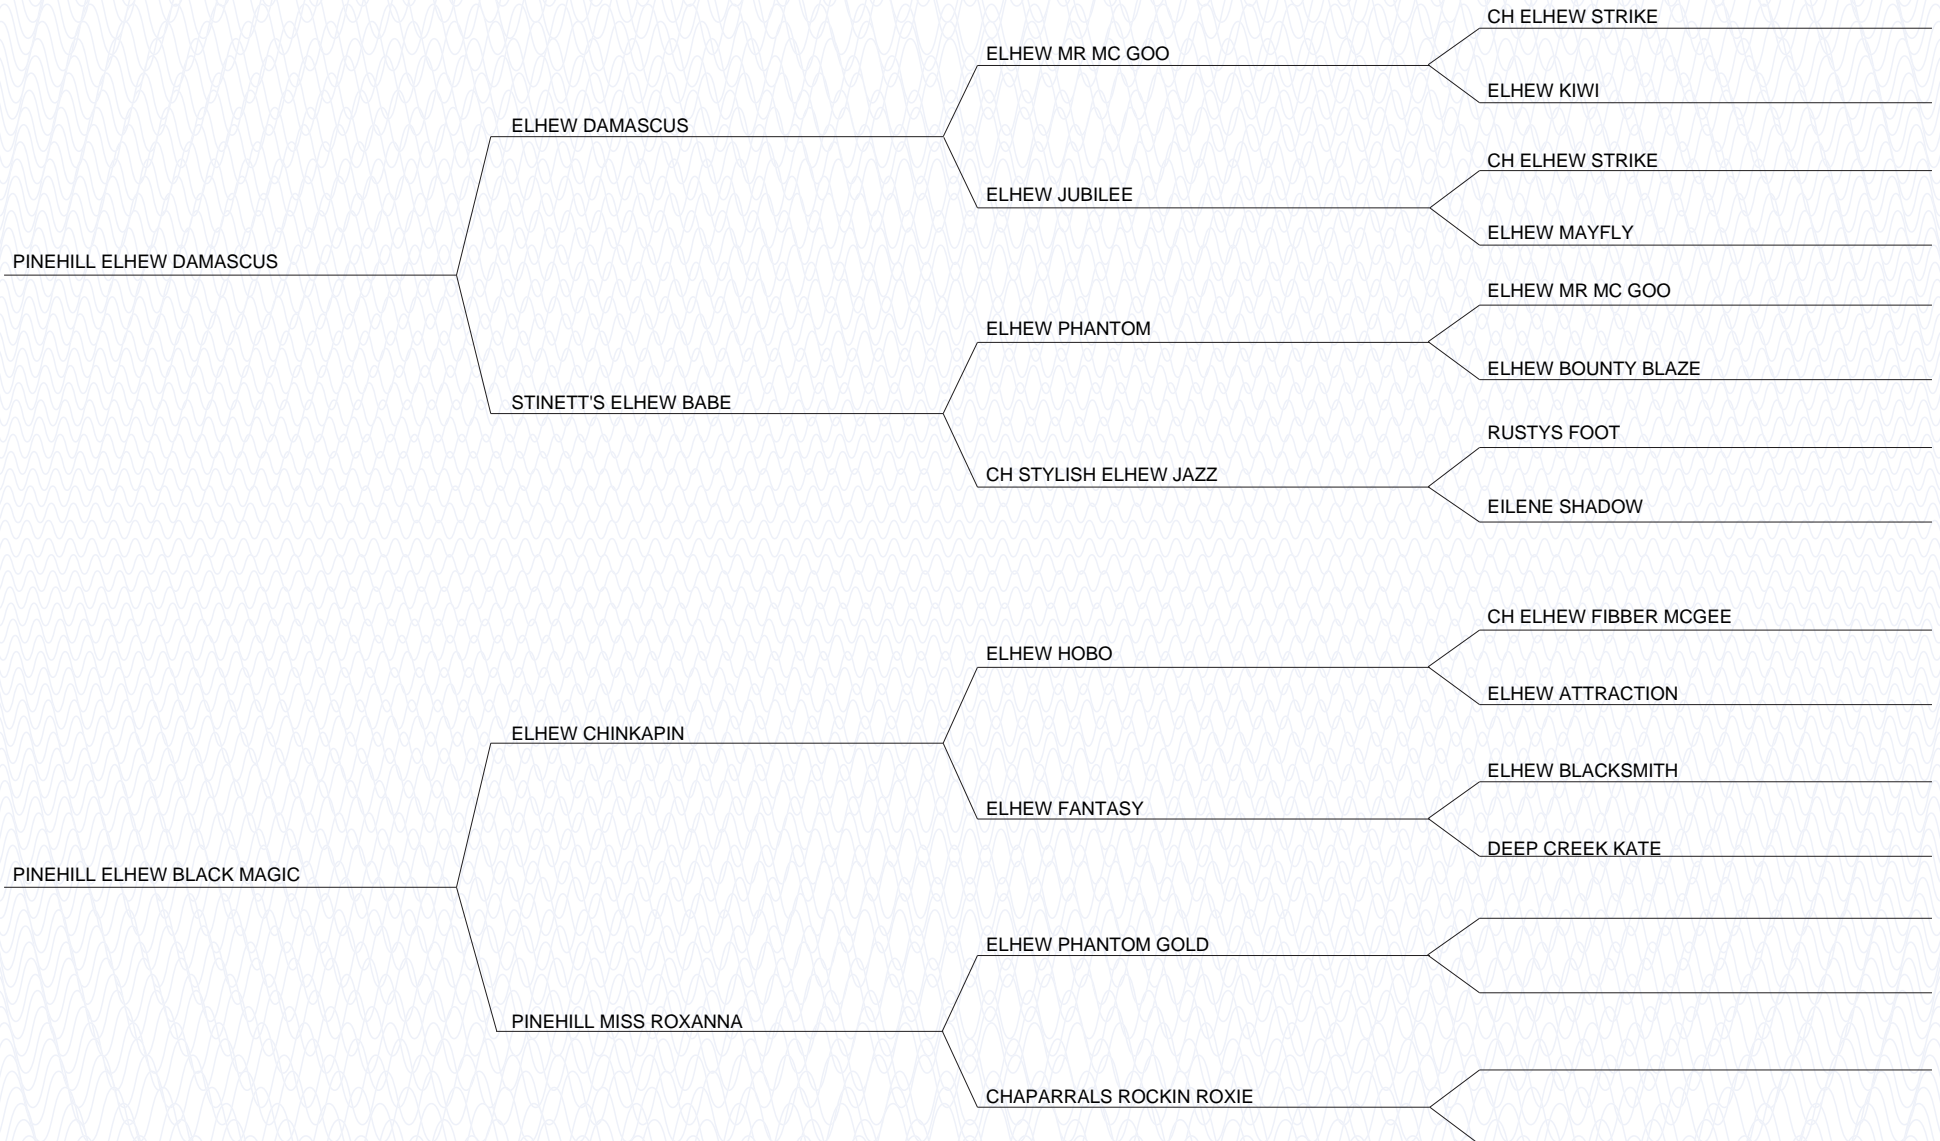 CH ELHEW STRIKE
ELHEW MR MC GOO
ELHEW KIWI
ELHEW DAMASCUS
CH ELHEW STRIKE
ELHEW JUBILEE
ELHEW MAYFLY
PINEHILL ELHEW DAMASCUS
ELHEW MR MC GOO
ELHEW PHANTOM
ELHEW BOUNTY BLAZE
STINETT'S ELHEW BABE
RUSTYS FOOT
CH STYLISH ELHEW JAZZ
EILENE SHADOW
CH ELHEW FIBBER MCGEE
ELHEW HOBO
ELHEW ATTRACTION
ELHEW CHINKAPIN
ELHEW BLACKSMITH
ELHEW FANTASY
DEEP CREEK KATE
PINEHILL ELHEW BLACK MAGIC
ELHEW PHANTOM GOLD
PINEHILL MISS ROXANNA
CHAPARRALS ROCKIN ROXIE